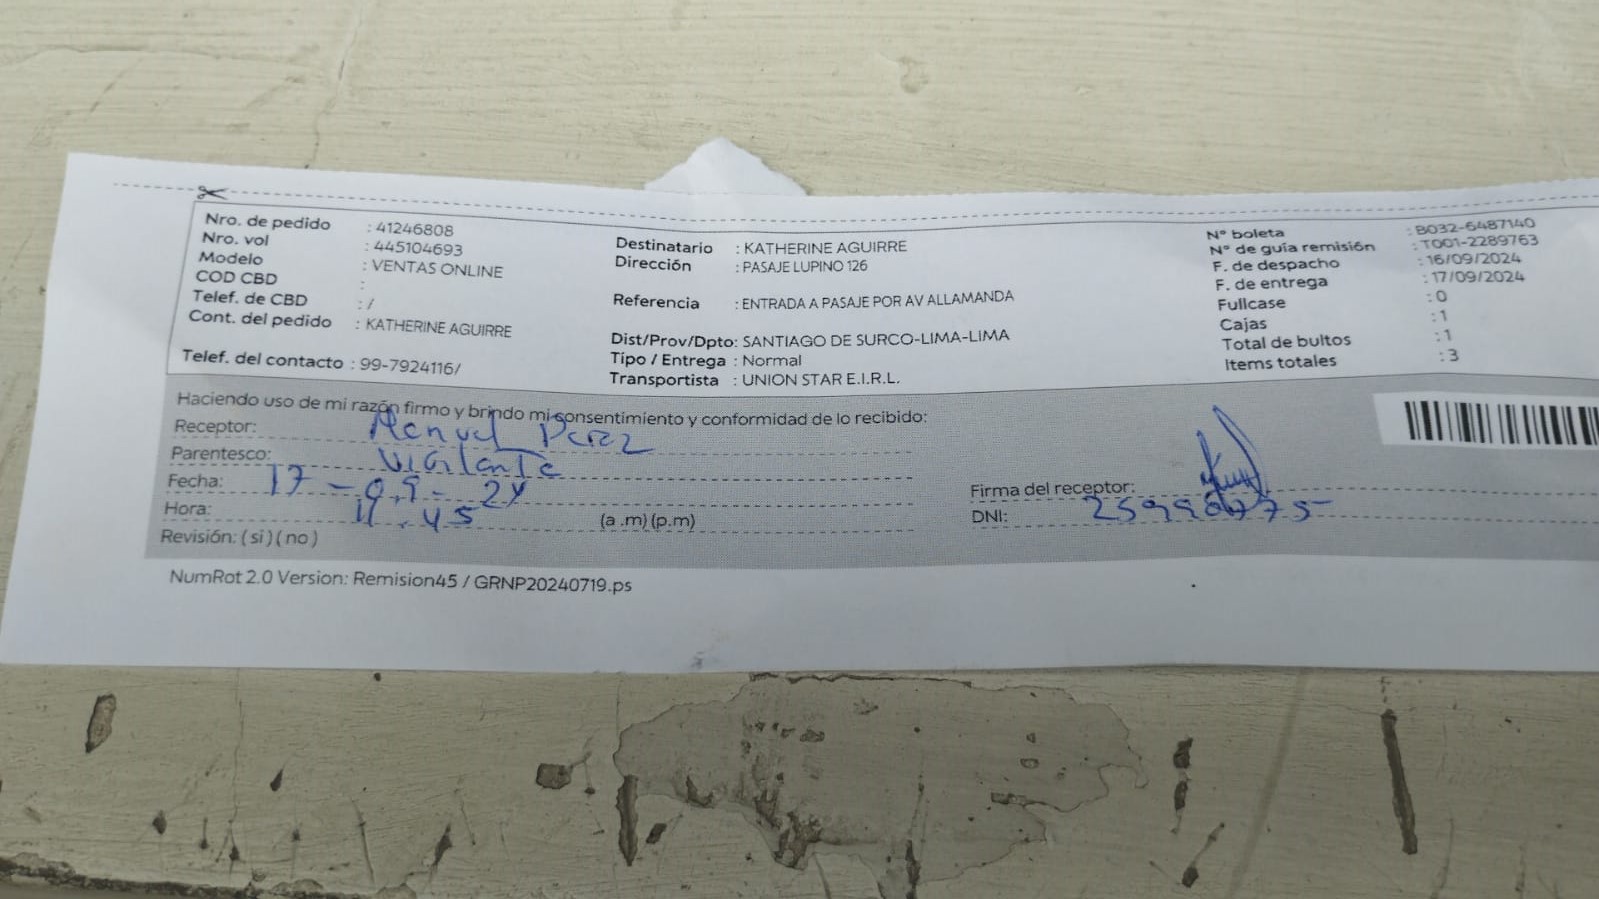 Nro. de pedido : 41246808
Nro. vol : 445104693
Modelo : VENTAS ONLINE
COD CBD :
Telef. de CBD : /
Cont. del pedido : KATHERINE AGUIRRE
Telef. del contacto : 99-7924116/
Destinatario : KATHERINE AGUIRRE
Dirección : PASAJE LUPINO 126
Referencia : ENTRADA A PASAJE POR AV ALLAMANDA
Dist/Prov/Dpto: SANTIAGO DE SURCO-LIMA-LIMA
Tipo / Entrega : Normal
Transportista : UNION STAR E.I.R.L.
N° boleta : B032-6487140
N° de guía remisión : T001-2289763
F. de despacho : 16/09/2024
F. de entrega : 17/09/2024
Fullcase : 0
Cajas : 1
Total de bultos : 1
Items totales : 3
Haciendo uso de mi razón firmo y brindo mi consentimiento y conformidad de lo recibido:
Receptor: Manuel Perez
Parentesco: Vigilante
Fecha: 17-09-24
Hora: 11.45 (a .m) (p.m)
Revisión: ( si ) ( no )
Firma del receptor:
DNI:
NumRot 2.0 Version: Remision45 / GRNP20240719.ps